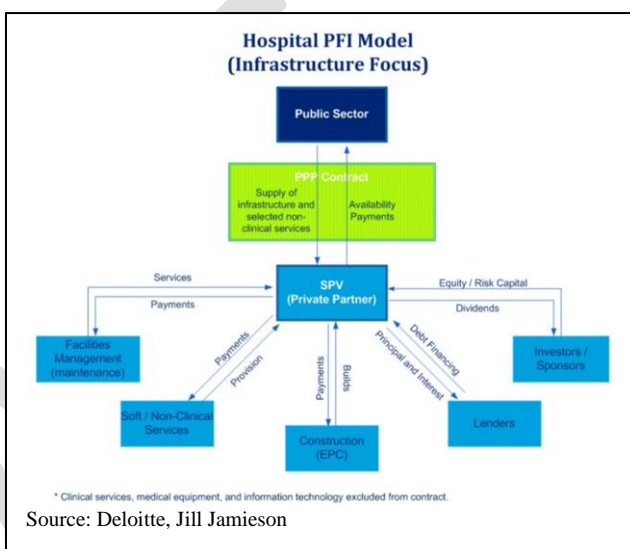 Hospital PFI Model
(Infrastructure Focus)
Public Sector
PPP Contract
Supply of
infrastructure and
selected non-
clinical services
Availability
Payments
SPV
(Private Partner)
Services
Payments
Equity / Risk Capital
Dividends
Facilities
Management
(maintenance)
Payments
Provision
Payments
Builds
Debt Financing
Principal and Interest
Investors /
Sponsors
Soft / Non-Clinical
Services
Construction
(EPC)
Lenders
* Clinical services, medical equipment, and information technology excluded from contract.
Source: Deloitte, Jill Jamieson